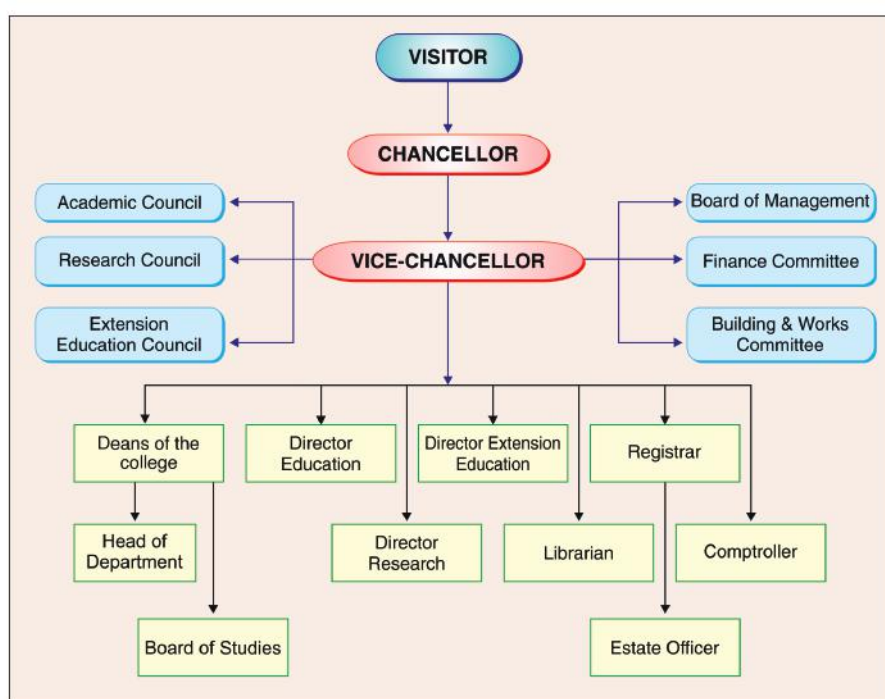 VISITOR
CHANCELLOR
Academic Council
Board of Management
Research Council
VICE-CHANCELLOR
Finance Committee
Extension
Education Council
Building & Works
Committee
Deans of the
college
Director
Education
Director Extension
Education
Registrar
Head of
Department
Director
Research
Librarian
Comptroller
Board of Studies
Estate Officer